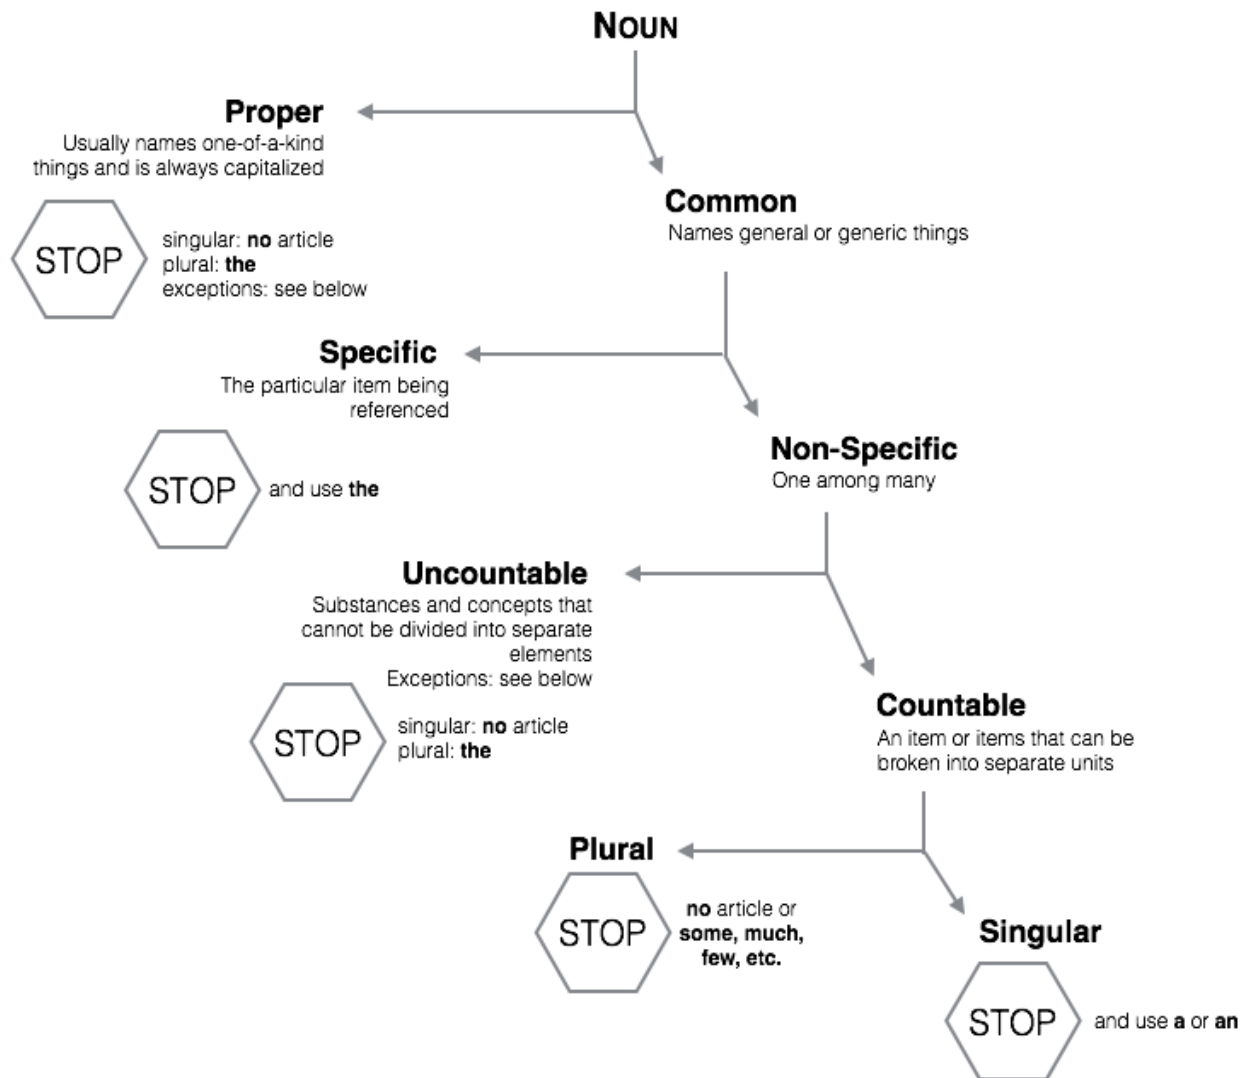 NOUN
Proper
Usually names one-of-a-kind
things and is always capitalized
STOP
singular: no article
plural: the
exceptions: see below
Common
Names general or generic things
Specific
The particular item being
referenced
STOP
and use the
Non-Specific
One among many
Uncountable
Substances and concepts that
cannot be divided into separate
elements
Exceptions: see below
STOP
singular: no article
plural: the
Countable
An item or items that can be
broken into separate units
Plural
STOP
no article or
some, much,
few, etc.
Singular
STOP
and use a or an